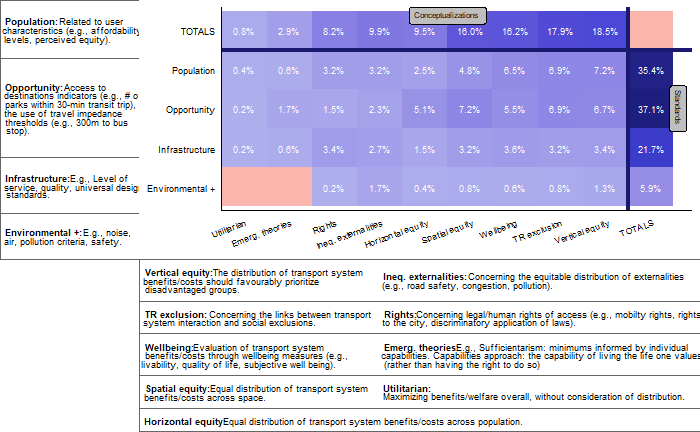 Population:Related to user
characteristics (e.g., affordability
levels, perceived equity).
Opportunity:Access to
destinations indicators (e.g., # o
parks within 30-min transit trip),
the use of travel impedance
thresholds (e.g., 300m to bus
stop).
Infrastructure:E.g., Level of
service, quality, universal desig
standards.
Environmental +:E.g., noise,
air, pollution criteria, safety.
Conceptualizations
TOTALS 0.8% 2.9% 8.2% 9.9% 9.5% 16.0% 16.2% 17.9% 18.5%
Population 0.4% 0.6% 3.2% 3.2% 2.5% 4.8% 6.5% 6.9% 7.2% 35.4%
Opportunity 0.2% 1.7% 1.5% 2.3% 5.1% 7.2% 5.5% 6.9% 6.7% 37.1%
Infrastructure 0.2% 0.6% 3.4% 2.7% 1.5% 3.2% 3.6% 3.2% 3.4% 21.7%
Environmental + 0.2% 1.7% 0.4% 0.8% 0.6% 0.8% 1.3% 5.9%
Standards
Utilitarian
Emerg. theories
Rights
Ineq. externalities
Horizontal equity
Spatial equity
Wellbeing
TR exclusion
Vertical equity
TOTALS
Vertical equity:The distribution of transport system
benefits/costs should favourably prioritize
disadvantaged groups.
Ineq. externalities: Concerning the equitable distribution of externalities
(e.g., road safety, congestion, pollution).
TR exclusion: Concerning the links between transport
system interaction and social exclusions.
Rights:Concerning legal/human rights of access (e.g., mobilty rights, rights
to the city, discriminatory application of laws).
Wellbeing:Evaluation of transport system
benefits/costs through wellbeing measures (e.g.,
livability, quality of life, subjective well being).
Emerg. theoriesE.g., Sufficientarism: minimums informed by individual
capabilities. Capabilities approach: the capability of living the life one values
(rather than having the right to do so)
Spatial equity:Equal distribution of transport system
benefits/costs across space.
Utilitarian:
Maximizing benefits/welfare overall, without consideration of distribution.
Horizontal equityEqual distribution of transport system benefits/costs across population.